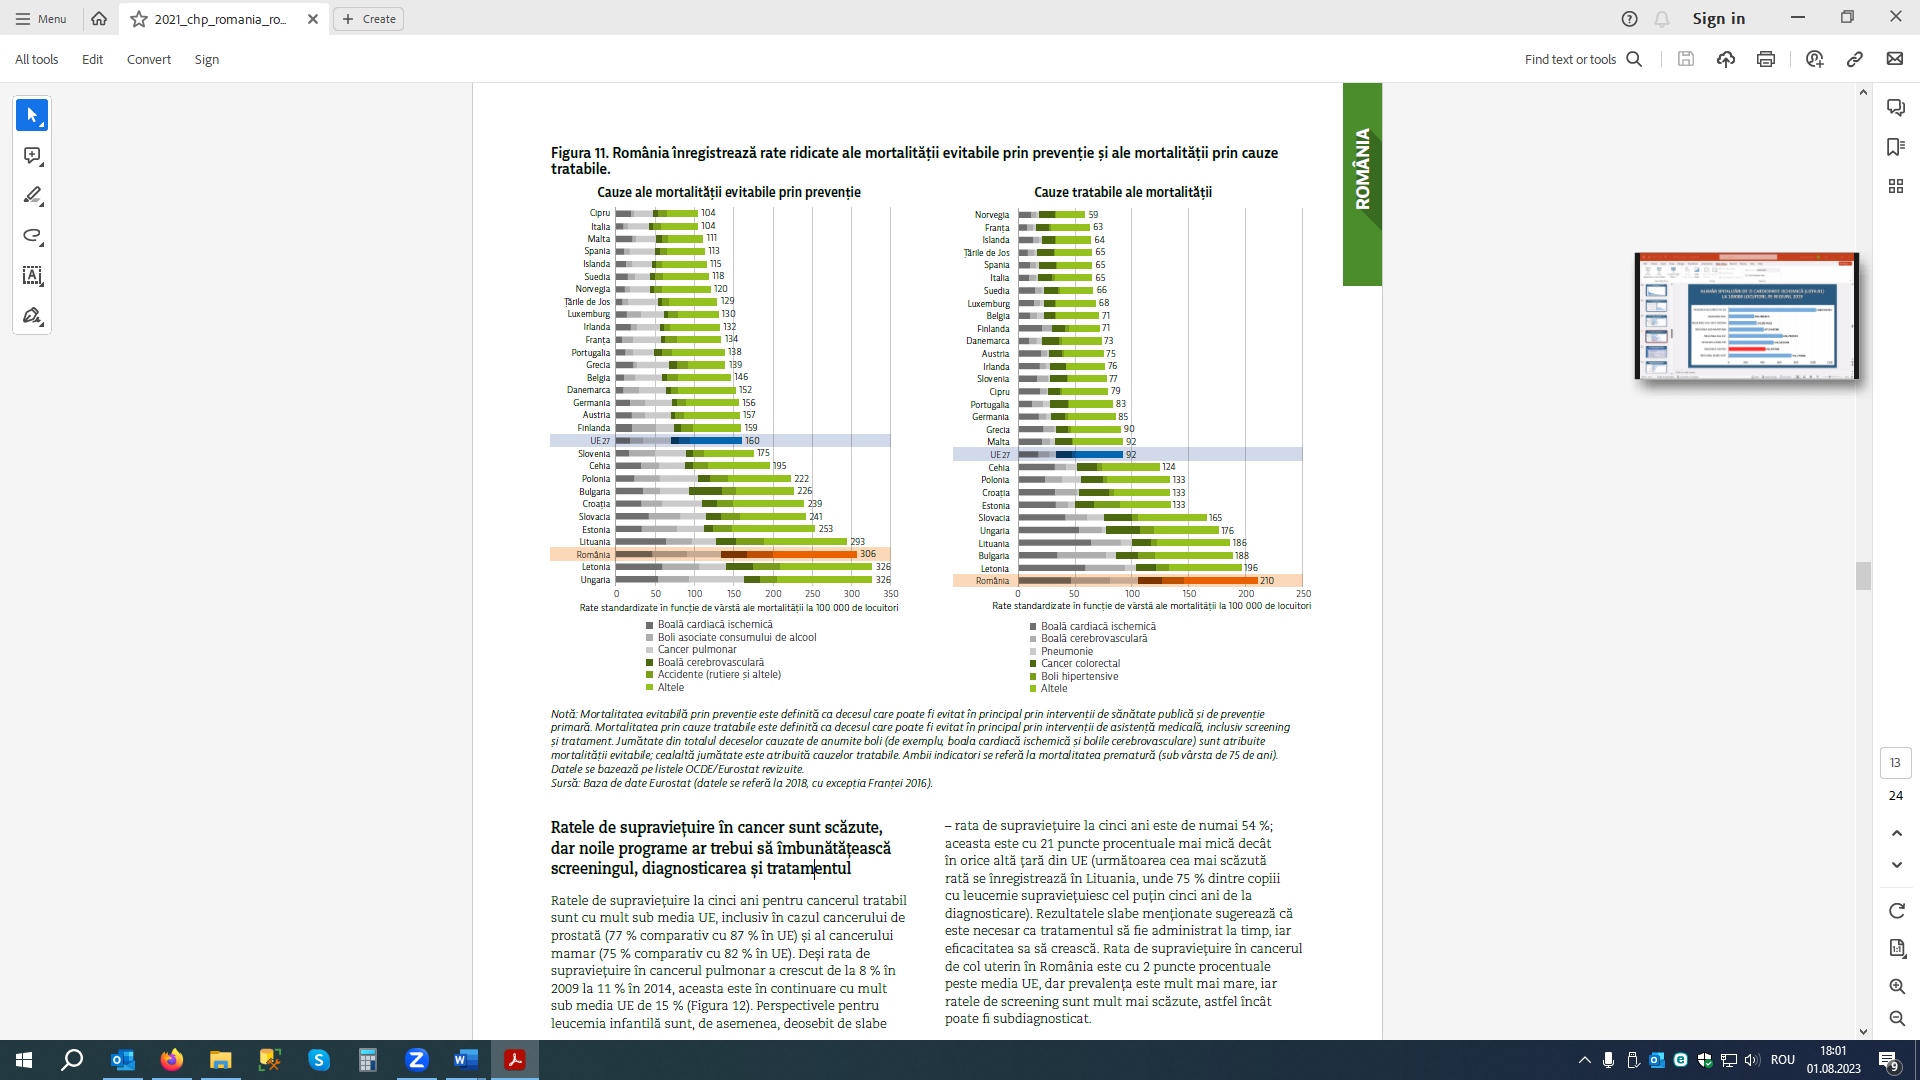 Menu
2021_chp_romania_ro...
Create
Sign in
All tools
Edit
Convert
Sign
Find text or tools
ROMÂNIA
Figura 11. România înregistrează rate ridicate ale mortalității evitabile prin prevenție și ale mortalității prin cauze
tratabile.
Cauze ale mortalității evitabile prin prevenție
Cipru 104
Italia 104
Malta 111
Spania 113
Islanda 115
Suedia 118
Norvegia 120
Țările de Jos 129
Luxemburg 130
Irlanda 132
Franța 134
Portugalia 138
Grecia 139
Belgia 146
Danemarca 152
Germania 156
Austria 157
Finlanda 159
UE 27 160
Slovenia 175
Cehia 195
Polonia 222
Bulgaria 226
Croația 239
Slovacia 241
Estonia 253
Lituania 293
România 306
Letonia 326
Ungaria 326
0 50 100 150 200 250 300 350
Rate standardizate în funcție de vârstă ale mortalității la 100 000 de locuitori
Boală cardiacă ischemică
Boli asociate consumului de alcool
Cancer pulmonar
Boală cerebrovasculară
Accidente (rutiere și altele)
Altele
Cauze tratabile ale mortalității
Norvegia 59
Franța 63
Islanda 64
Țările de Jos 65
Spania 65
Italia 65
Suedia 66
Luxemburg 68
Belgia 71
Finlanda 71
Danemarca 73
Austria 75
Irlanda 76
Slovenia 77
Cipru 79
Portugalia 83
Germania 85
Grecia 90
Malta 92
UE 27 92
Cehia 124
Polonia 133
Croația 133
Estonia 133
Slovacia 165
Ungaria 176
Lituania 186
Bulgaria 188
Letonia 196
România 210
0 50 100 150 200 250
Rate standardizate în funcție de vârstă ale mortalității la 100 000 de locuitori
Boală cardiacă ischemică
Boală cerebrovasculară
Pneumonie
Cancer colorectal
Boli hipertensive
Altele
Notă: Mortalitatea evitabilă prin prevenție este definită ca decesul care poate fi evitat în principal prin intervenții de sănătate publică și de prevenție
primară. Mortalitatea prin cauze tratabile este definită ca decesul care poate fi evitat în principal prin intervenții de asistență medicală, inclusiv screening
și tratament. Jumătate din totalul deceselor cauzate de anumite boli (de exemplu, boala cardiacă ischemică și bolile cerebrovasculare) sunt atribuite
mortalității evitabile; cealaltă jumătate este atribuită cauzelor tratabile. Ambii indicatori se referă la mortalitatea prematură (sub vârsta de 75 de ani).
Datele se bazează pe listele OCDE/Eurostat revizuite.
Sursă: Baza de date Eurostat (datele se referă la 2018, cu excepția Franței 2016).
Ratele de supraviețuire în cancer sunt scăzute,
dar noile programe ar trebui să îmbunătățească
screeningul, diagnosticarea și tratamentul
Ratele de supraviețuire la cinci ani pentru cancerul tratabil
sunt cu mult sub media UE, inclusiv în cazul cancerului de
prostată (77 % comparativ cu 87 % în UE) și al cancerului
mamar (75 % comparativ cu 82 % în UE). Deși rata de
supraviețuire în cancerul pulmonar a crescut de la 8 % în
2009 la 11 % în 2014, aceasta este în continuare cu mult
sub media UE de 15 % (Figura 12). Perspectivele pentru
leucemia infantilă sunt, de asemenea, deosebit de slabe
– rata de supraviețuire la cinci ani este de numai 54 %;
aceasta este cu 21 puncte procentuale mai mică decât
în orice altă țară din UE (următoarea cea mai scăzută
rată se înregistrează în Lituania, unde 75 % dintre copiii
cu leucemie supraviețuiesc cel puțin cinci ani de la
diagnosticare). Rezultatele slabe menționate sugerează că
este necesar ca tratamentul să fie administrat la timp, iar
eficacitatea sa să crească. Rata de supraviețuire în cancerul
de col uterin în România este cu 2 puncte procentuale
peste media UE, dar prevalența este mult mai mare, iar
ratele de screening sunt mult mai scăzute, astfel încât
poate fi subdiagnosticat.
13
24
ROU
18:01
01.08.2023
9